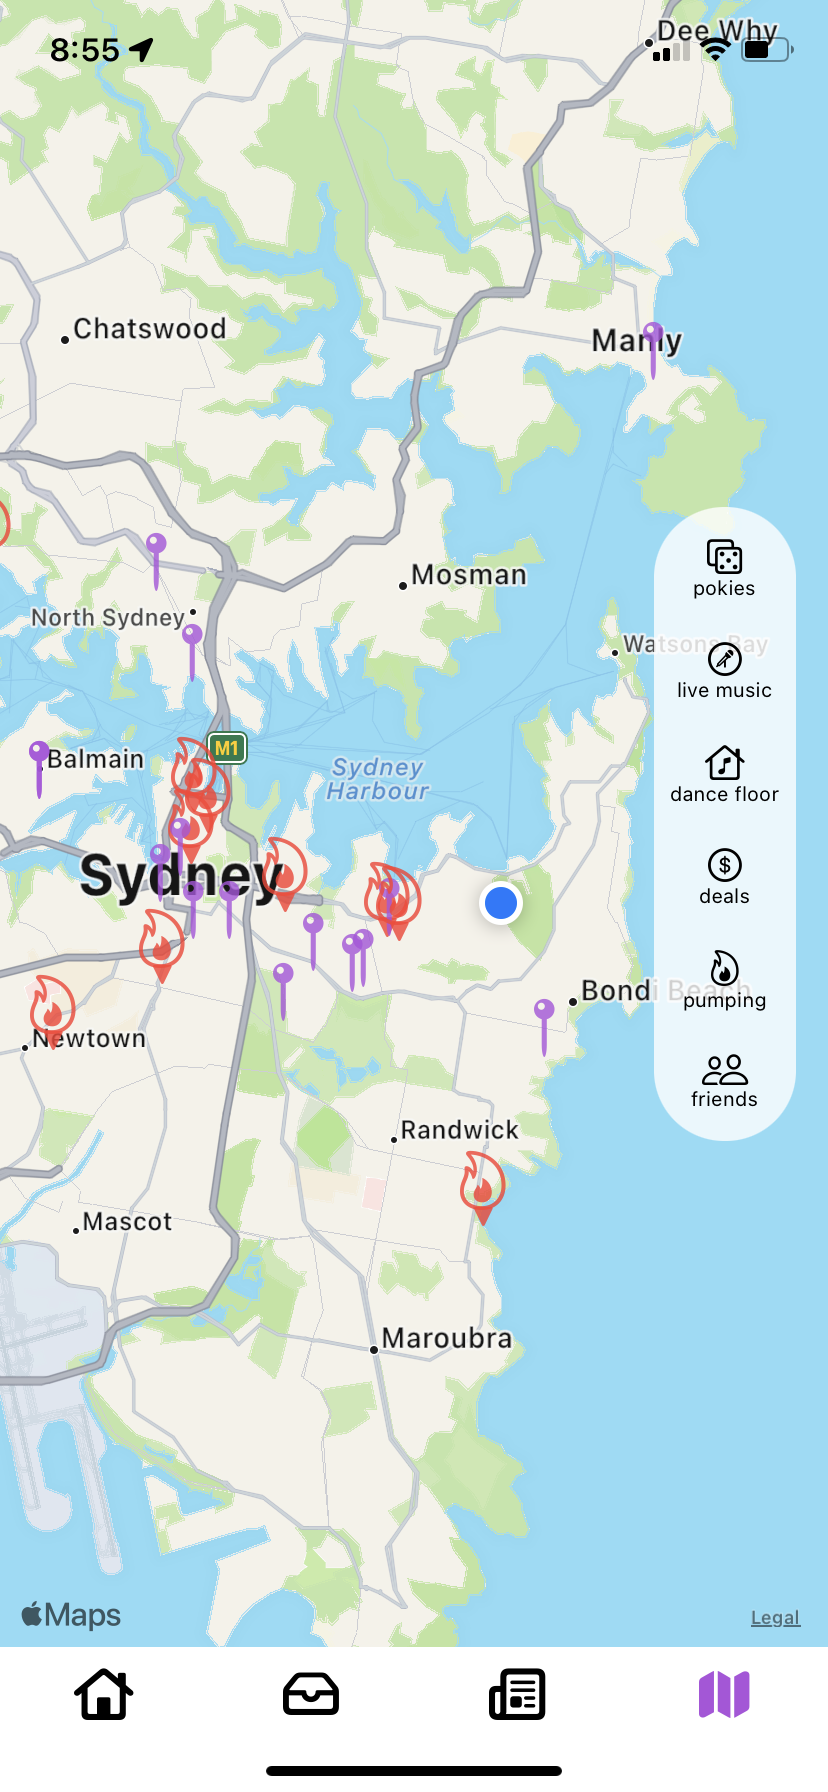 Dee Why
8:55
Chatswood
Manly
Mosman
pokies
North Sydney
Watsons Bay
live music
M1
Balmain
Sydney
Harbour
dance floor
Sydney
deals
Bondi Beach
pumping
Newtown
friends
Randwick
Mascot
Maroubra
Maps
Legal